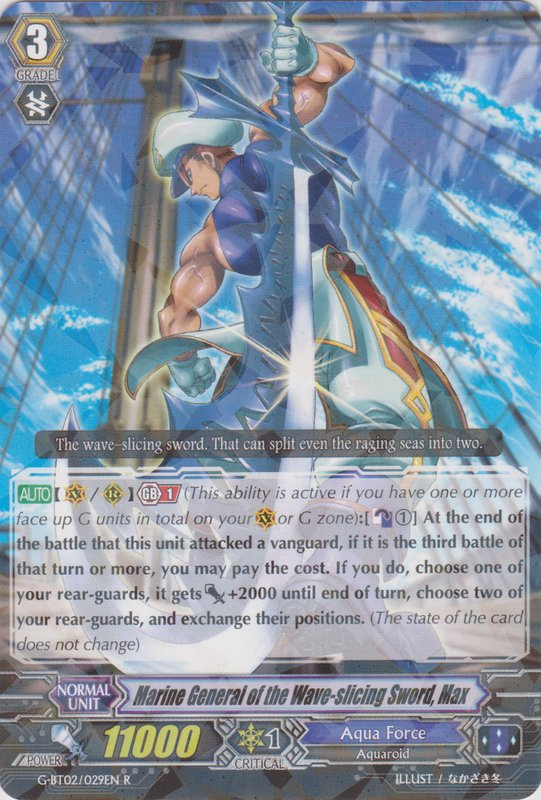 3
GRADE
The wave-slicing sword. That can split even the raging seas into two.
AUTO【 V / R 】 GB 1 (This ability is active if you have one or more
face up G units in total on your V or G zone):[ ①] At the end of
the battle that this unit attacked a vanguard, if it is the third battle of
that turn or more, you may pay the cost. If you do, choose one of
your rear-guards, it gets +2000 until end of turn, choose two of
your rear-guards, and exchange their positions. (The state of the card
does not change)
NORMAL
UNIT
Marine General of the Wave-slicing Sword, Max
POWER
11000
1
CRITICAL
Aqua Force
Aquaroid
G-BT02/029EN R
ILLUST / なかざき冬